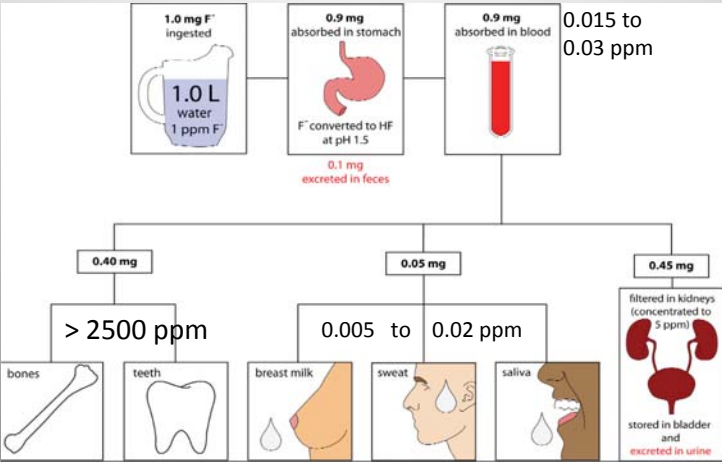 1.0 mg F⁻
ingested
1.0 L
water
1 ppm F⁻
0.9 mg
absorbed in stomach
F⁻converted to HF
at pH 1.5
0.1 mg
excreted in feces
0.9 mg
absorbed in blood
0.015 to
0.03 ppm
0.40 mg
0.05 mg
0.45 mg
> 2500 ppm
0.005 to 0.02 ppm
bones
teeth
breast milk
sweat
saliva
filtered in kidneys
(concentrated to
5 ppm)
stored in bladder
and
excreted in urine